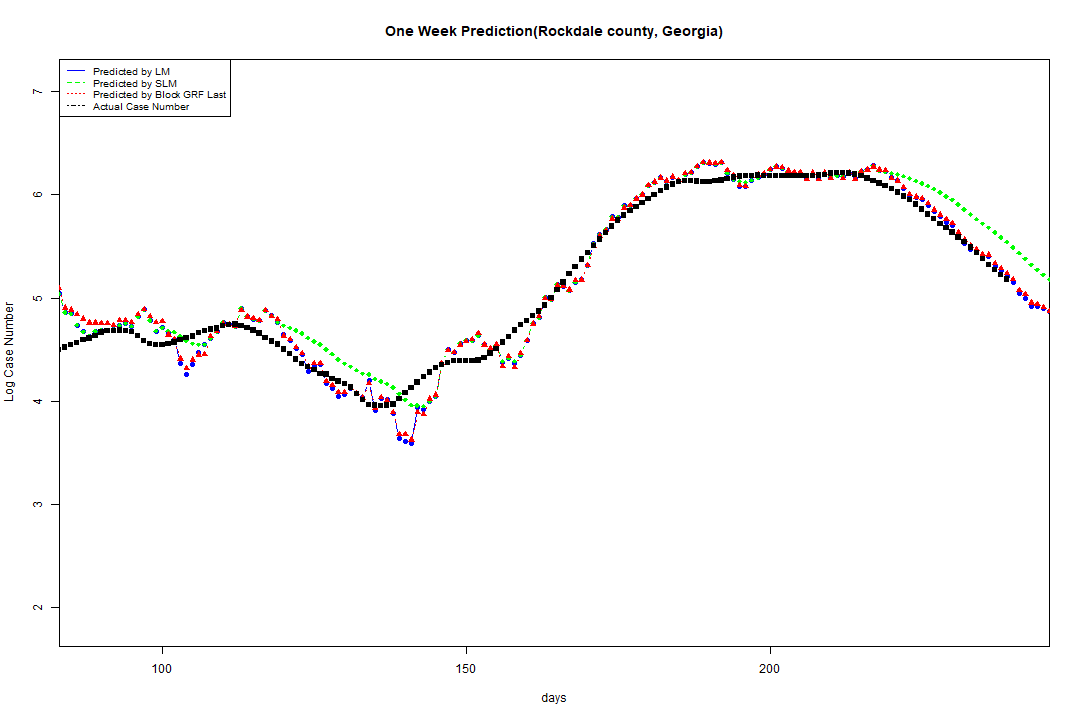 One Week Prediction(Rockdale county, Georgia)
Predicted by LM
Predicted by SLM
Predicted by Block GRF Last
Actual Case Number
7
6
5
4
3
2
Log Case Number
100 150 200
days